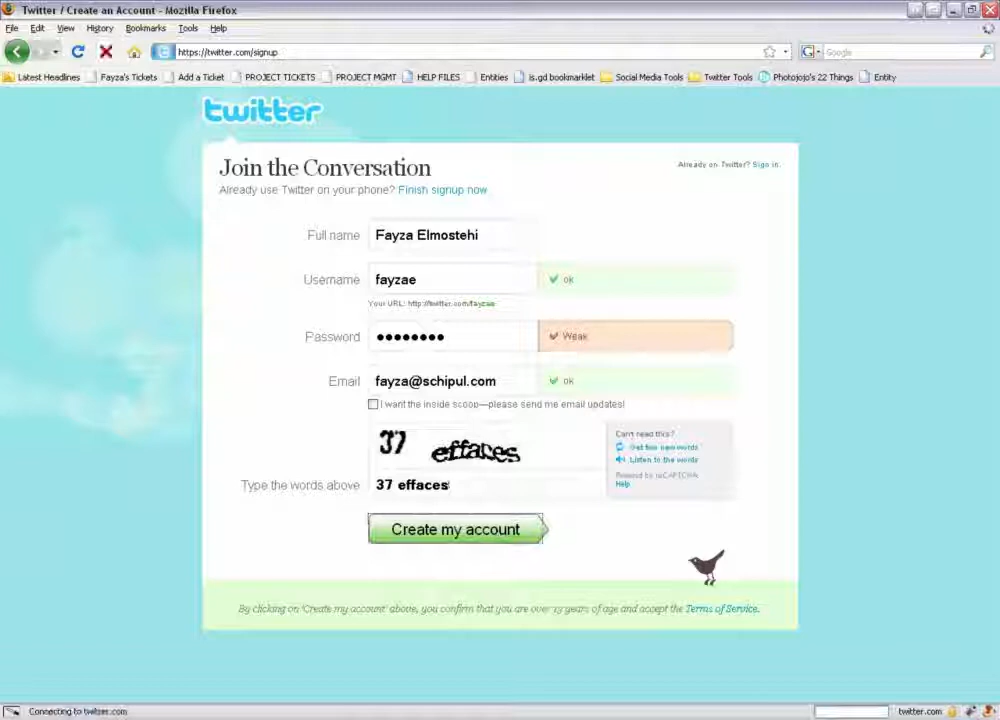 Twitter / Create an Account - Mozilla Firefox
File Edit View History Bookmarks Tools Help
https://twitter.com/signup
Google
Latest Headlines Fayza's Tickets Add a Ticket PROJECT TICKETS PROJECT MGMT HELP FILES Entities is.gd bookmarklet Social Media Tools Twitter Tools Photojojo's 22 Things Entity
twitter
Join the Conversation
Already on Twitter? Sign in.
Already use Twitter on your phone? Finish signup now
Full name Fayza Elmostehi
Username fayzae ok
Your URL: http://twitter.com/fayzae
Password Weak
Email fayza@schipul.com ok
I want the inside scoop—please send me email updates!
37 effaces
Can't read this?
Get two new words
Listen to the words
Powered by reCAPTCHA
Help
Type the words above 37 effaces
Create my account
By clicking on 'Create my account' above, you confirm that you are over 13 years of age and accept the Terms of Service.
Connecting to twitter.com twitter.com